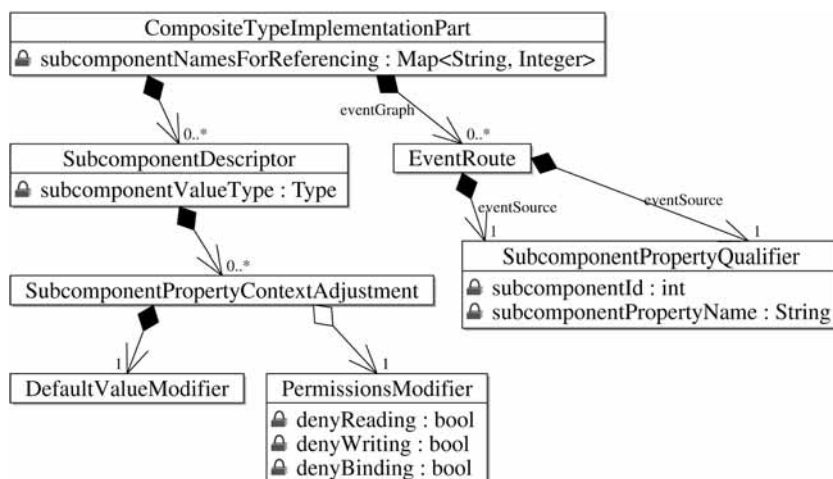 CompositeTypeImplementationPart
subcomponentNamesForReferencing : Map<String, Integer>
eventGraph
0..*
0..*
SubcomponentDescriptor
subcomponentValueType : Type
EventRoute
eventSource
eventSource
1
1
0..*
SubcomponentPropertyQualifier
subcomponentId : int
subcomponentPropertyName : String
SubcomponentPropertyContextAdjustment
1
1
DefaultValueModifier
PermissionsModifier
denyReading : bool
denyWriting : bool
denyBinding : bool